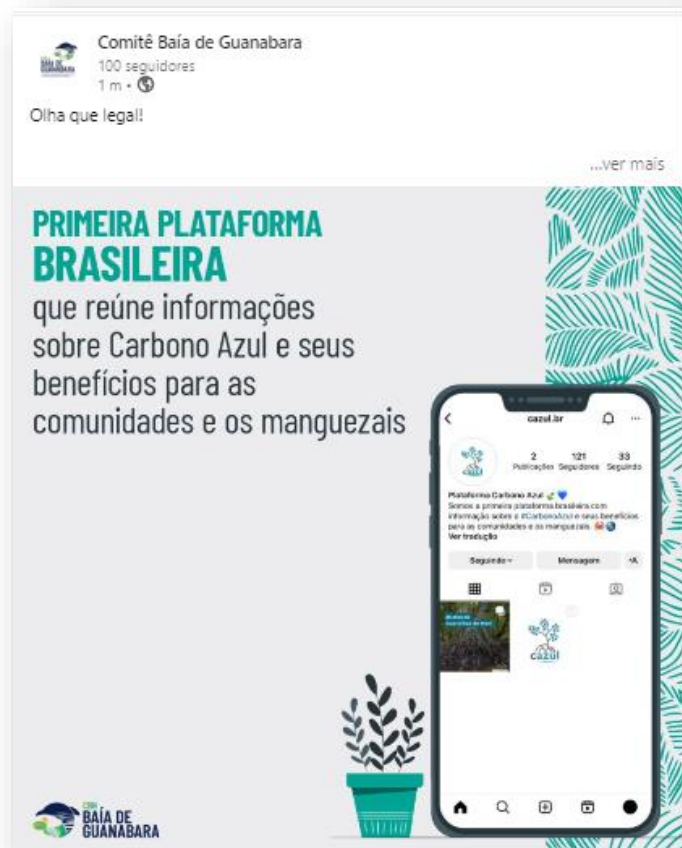 Comitê Baía de Guanabara
100 seguidores
1 m •
Olha que legal!
...ver mais
PRIMEIRA PLATAFORMA
BRASILEIRA
que reúne informações
sobre Carbono Azul e seus
benefícios para as
comunidades e os manguezais
cazul.br
2 121 33
Publicações Seguidores Seguindo
Plataforma Carbono Azul
Somos a primeira plataforma brasileira com
informação sobre o #CarbonoAzul e seus benefícios
para as comunidades e os manguezais.
Ver tradução
Seguindo Mensagem
cazul
BAÍA DE
GUANABARA